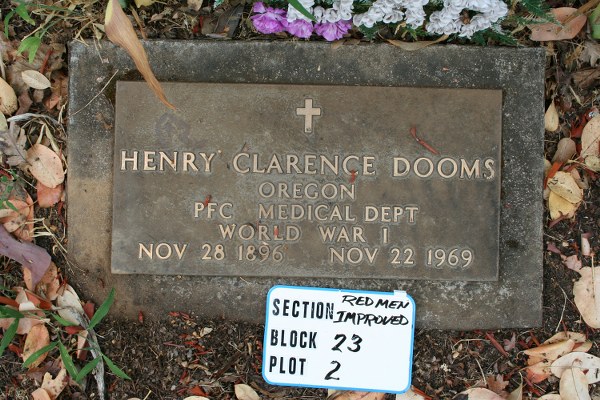 HENRY CLARENCE DOOMS
OREGON
PFC MEDICAL DEPT
WORLD WAR I
NOV 28 1896 NOV 22 1969
SECTION RED MEN
IMPROVED
BLOCK 23
PLOT 2